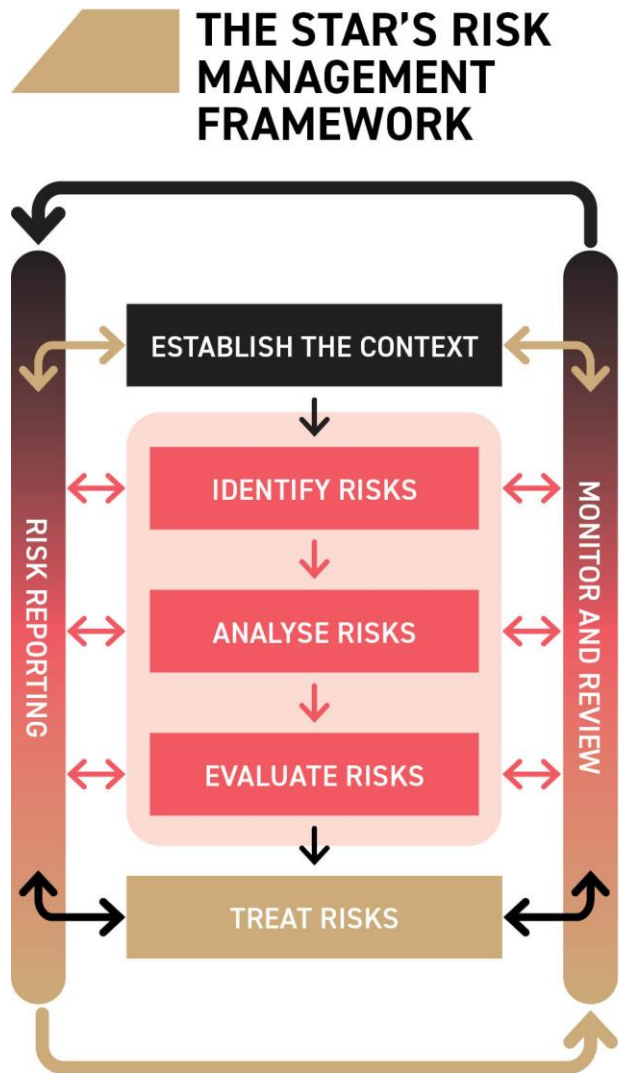 THE STAR’S RISK
MANAGEMENT
FRAMEWORK
ESTABLISH THE CONTEXT
IDENTIFY RISKS
ANALYSE RISKS
EVALUATE RISKS
TREAT RISKS
RISK REPORTING
MONITOR AND REVIEW